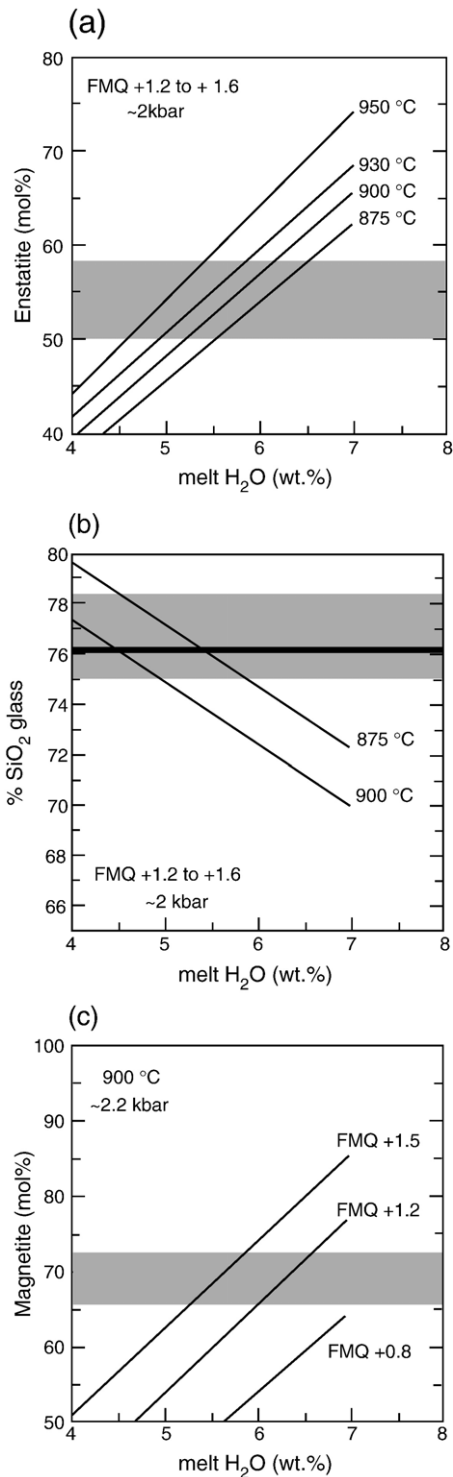 (a)
FMQ +1.2 to + 1.6
~2kbar
950 °C
930 °C
900 °C
875 °C
Enstatite (mol%)
80
70
60
50
40
4 5 6 7 8
melt H₂O (wt.%)
(b)
% SiO₂ glass
80
78
76
74
72
70
68
66
875 °C
900 °C
FMQ +1.2 to +1.6
~2 kbar
4 5 6 7 8
melt H₂O (wt.%)
(c)
Magnetite (mol%)
100
90
80
70
60
50
900 °C
~2.2 kbar
FMQ +1.5
FMQ +1.2
FMQ +0.8
4 5 6 7 8
melt H₂O (wt.%)